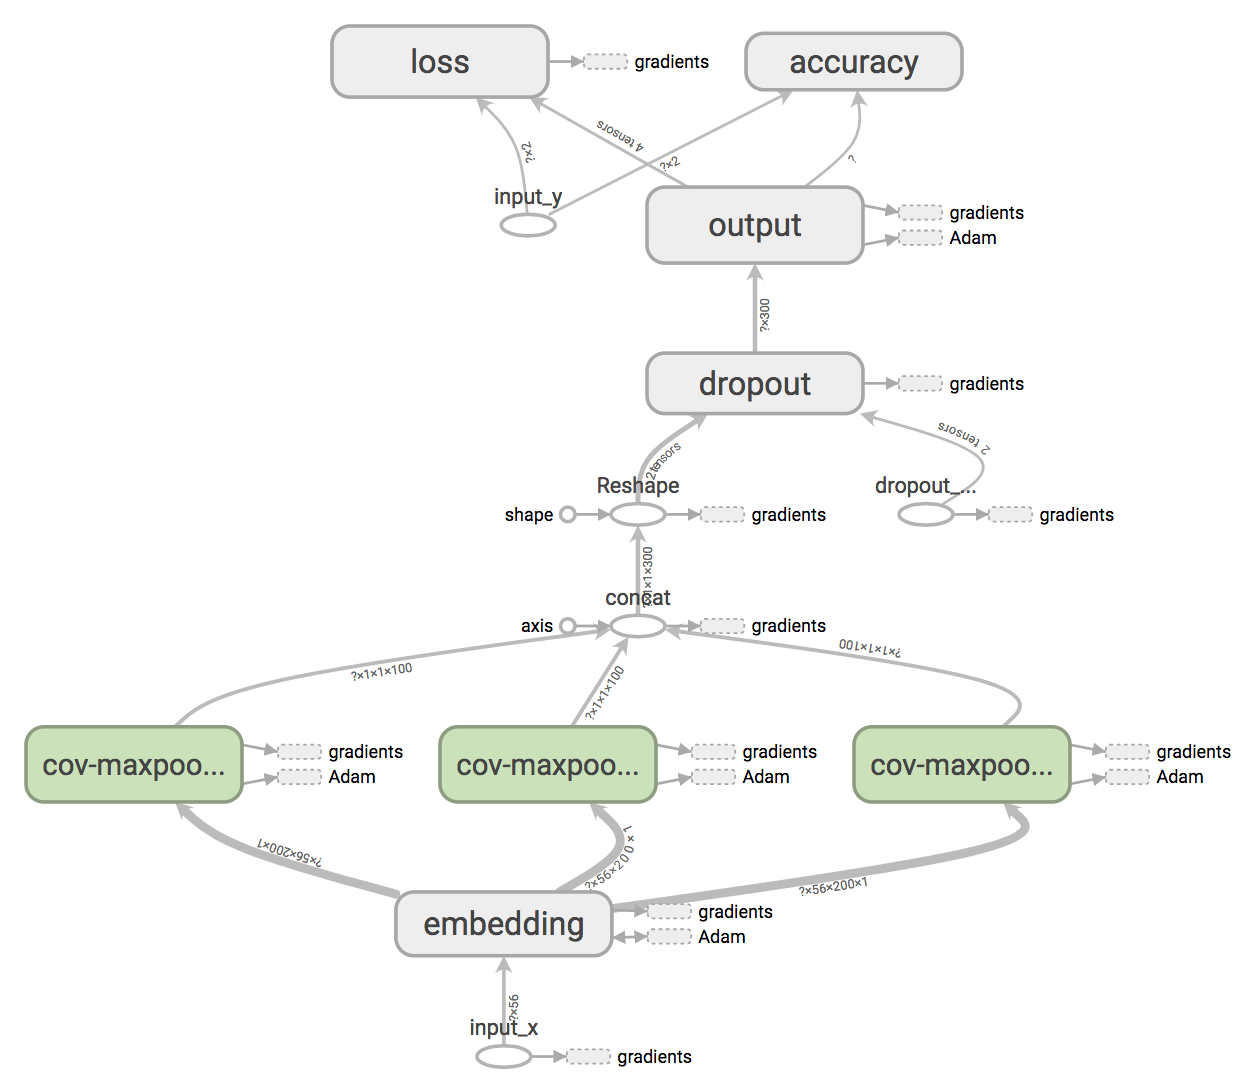 loss
gradients
accuracy
4 tensors
?×2
?×2
?
input_y
output
gradients
Adam
?×300
dropout
gradients
2 tensors
2 tensors
Reshape
dropout_...
shape
gradients
gradients
?×1×1×300
concat
axis
gradients
?×1×1×100
?×1×1×100
?×1×1×100
cov-maxpoo...
gradients
Adam
cov-maxpoo...
gradients
Adam
cov-maxpoo...
gradients
Adam
?×56×200×1
?×56×200×1
?×56×200×1
embedding
gradients
Adam
?×56
input_x
gradients